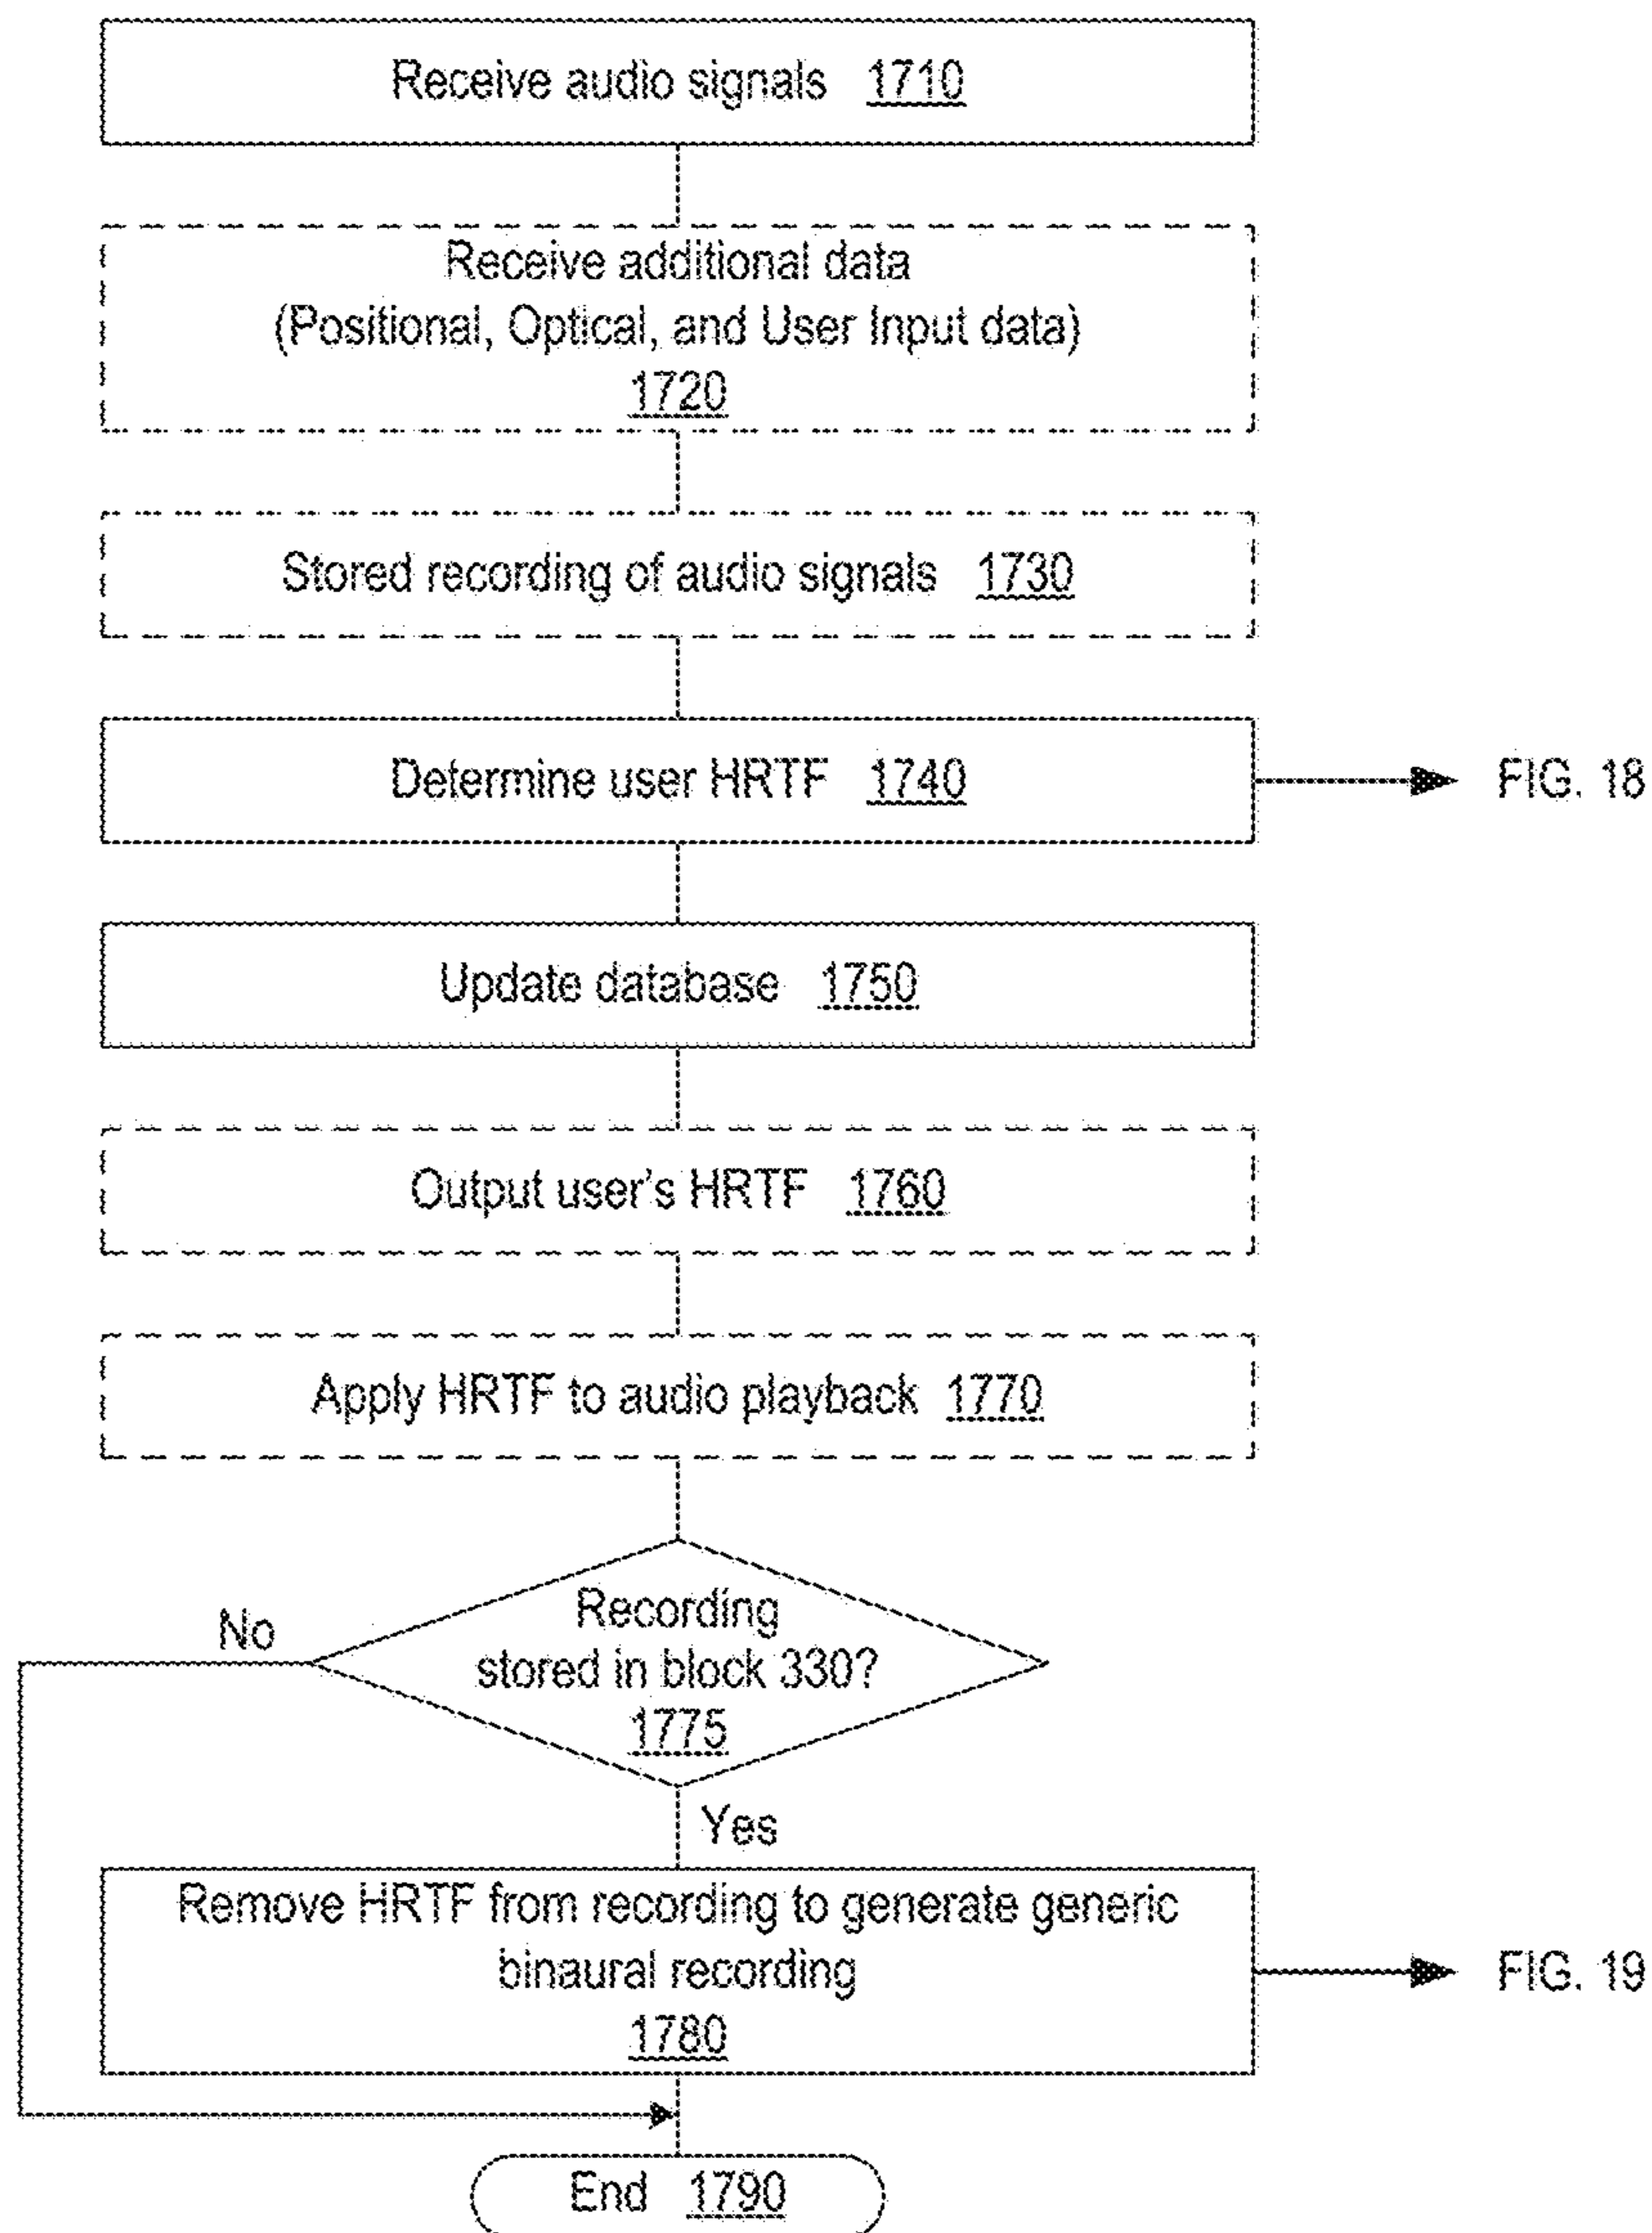 Receive audio signals 1710
Receive additional data
(Positional, Optical, and User Input data)
1720
Stored recording of audio signals 1730
Determine user HRTF 1740
FIG. 18
Update database 1750
Output user's HRTF 1760
Apply HRTF to audio playback 1770
Recording
stored in block 330?
1775
No
Yes
Remove HRTF from recording to generate generic
binaural recording
1780
FIG. 19
End 1790